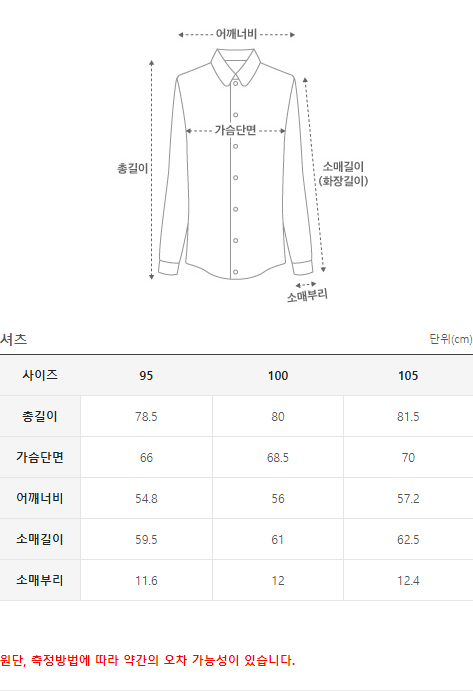 어깨너비
가슴단면
총길이
소매길이
(화장길이)
소매부리
셔츠 단위(cm)
사이즈 95 100 105
총길이 78.5 80 81.5
가슴단면 66 68.5 70
어깨너비 54.8 56 57.2
소매길이 59.5 61 62.5
소매부리 11.6 12 12.4
원단, 측정방법에 따라 약간의 오차 가능성이 있습니다.